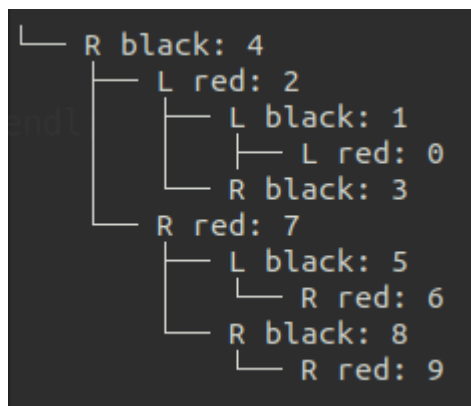 R black: 4
L red: 2
L black: 1
L red: 0
R black: 3
R red: 7
L black: 5
R red: 6
R black: 8
R red: 9
endl